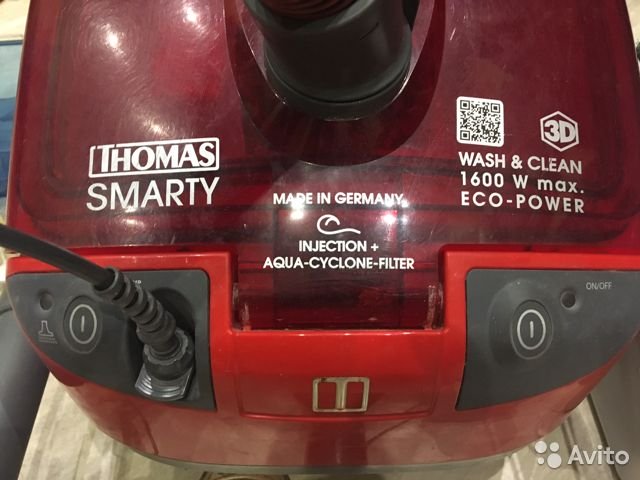 THOMAS
SMARTY
3D
WASH & CLEAN
1600 W max.
ECO-POWER
MADE IN GERMANY
INJECTION +
AQUA-CYCLONE-FILTER
ON/OFF
Avito